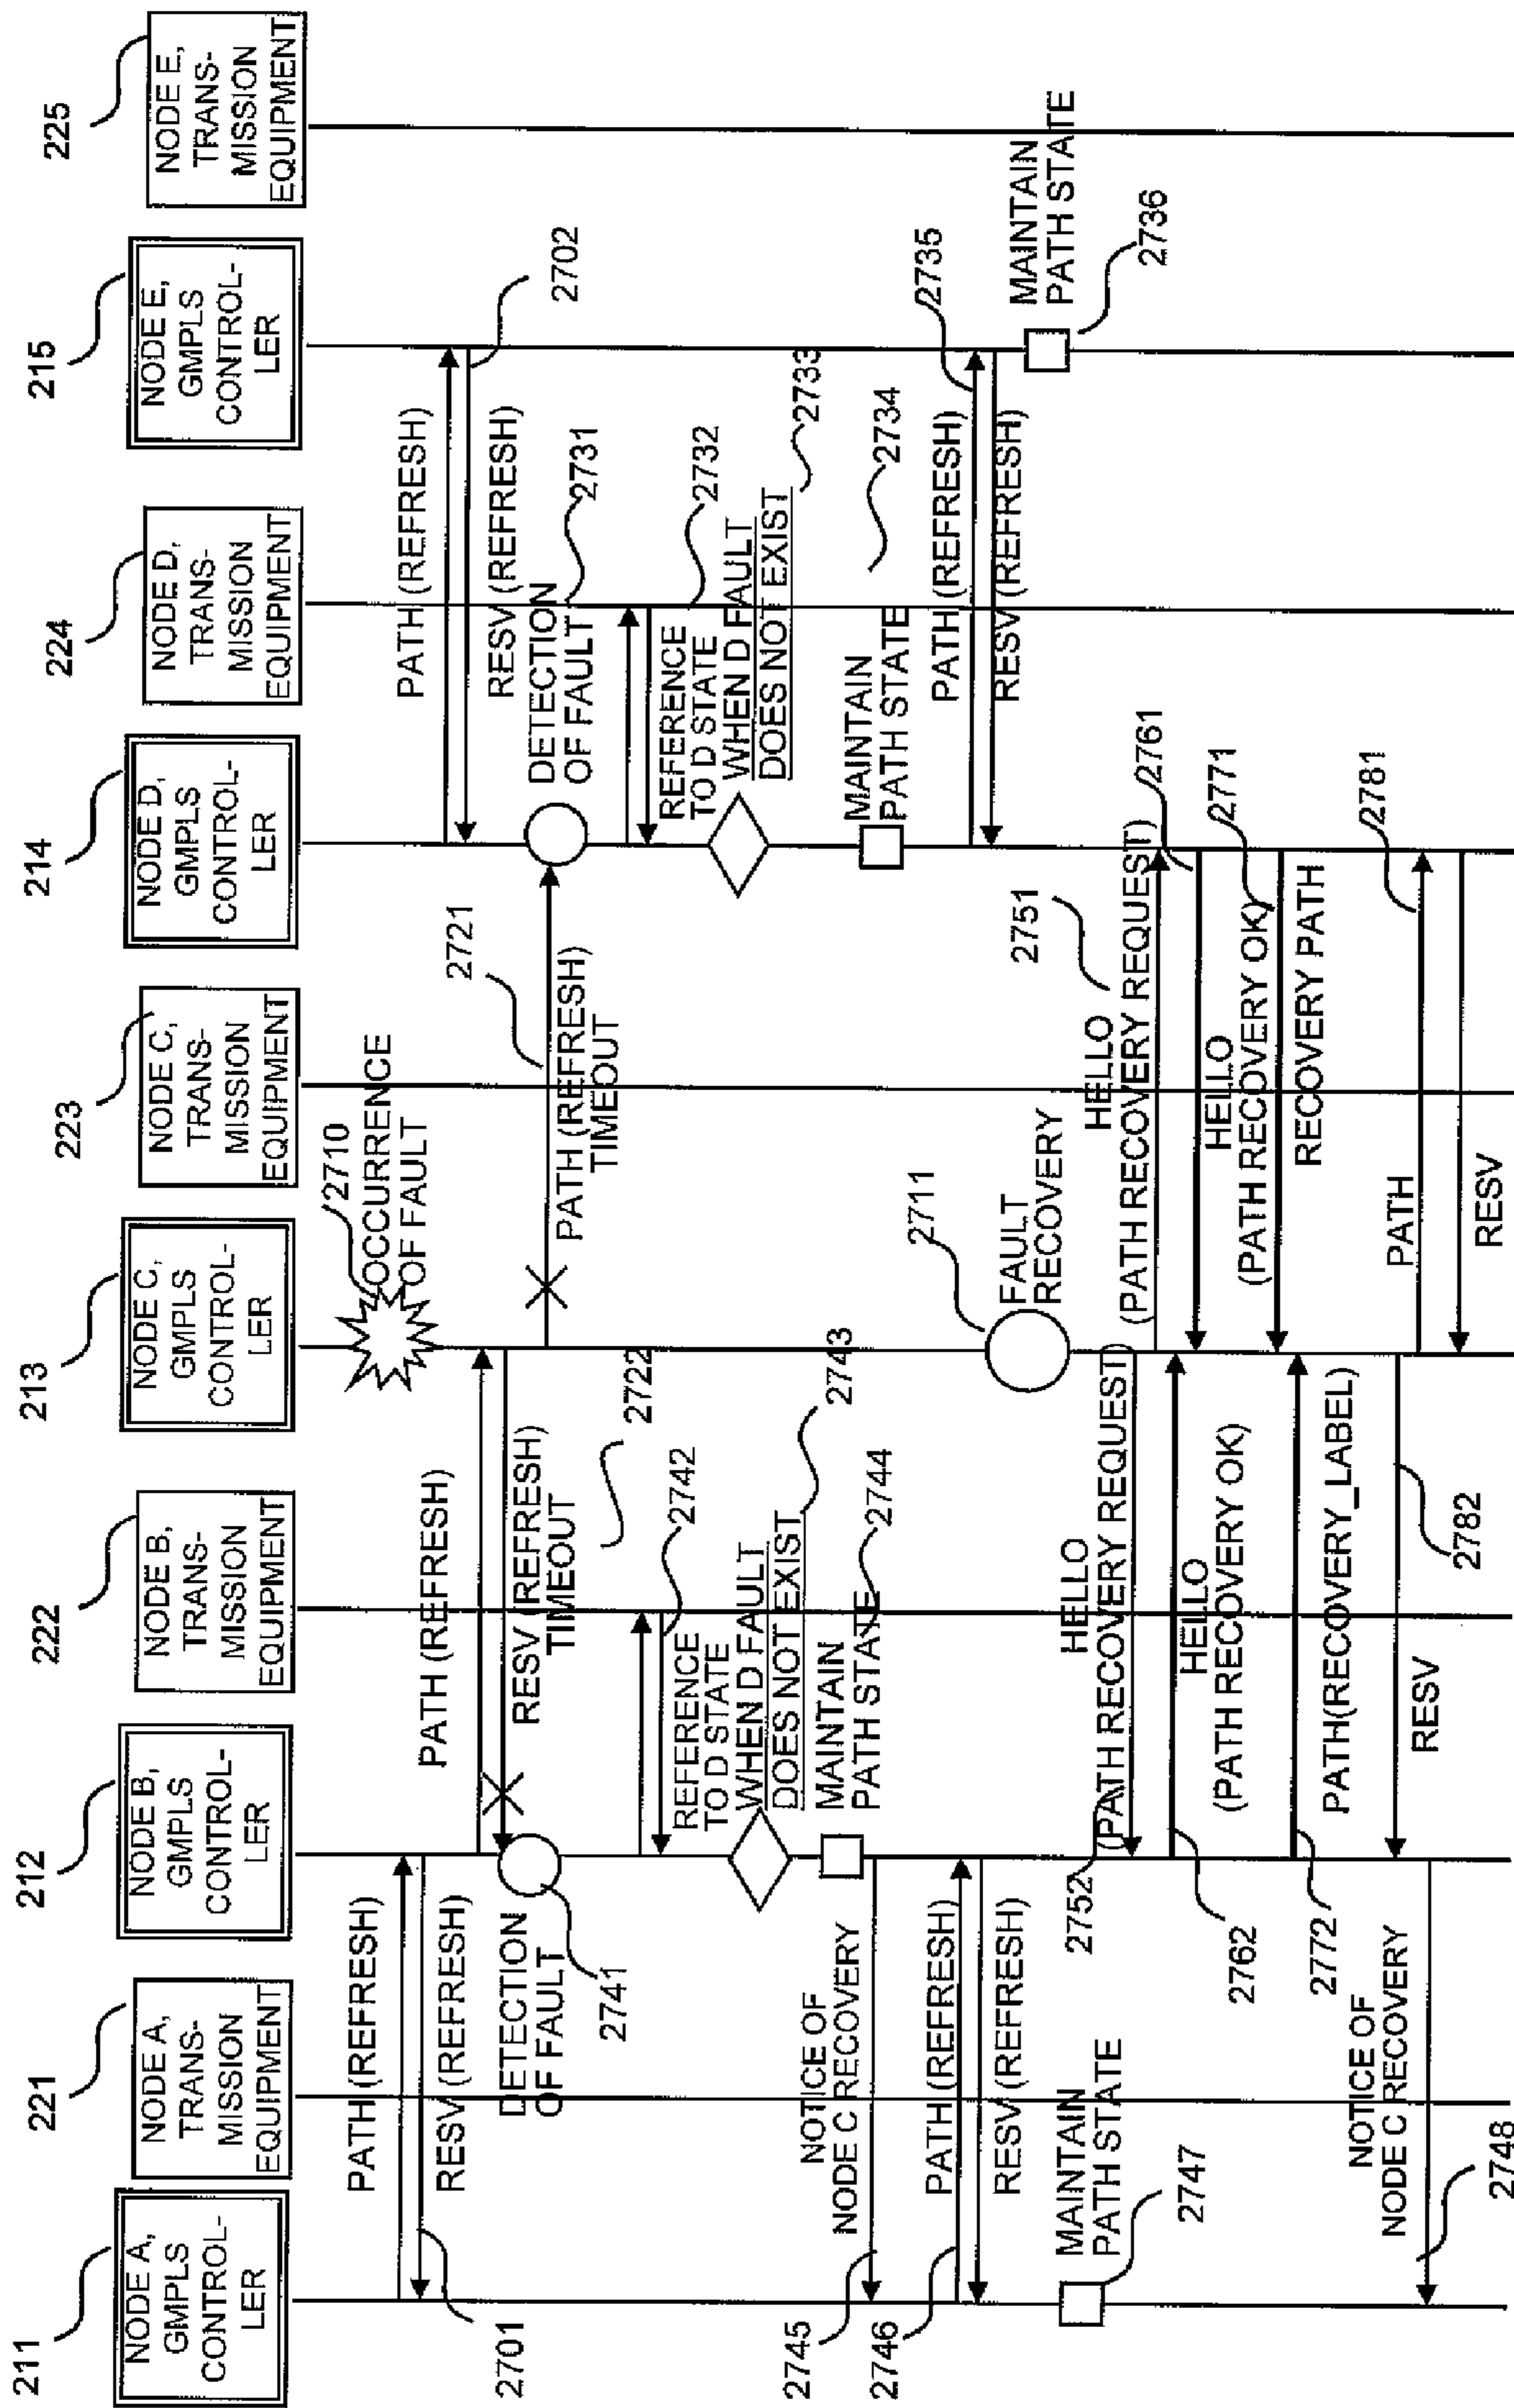 211
NODE A,
GMPLS
CONTROL-
LER
221
NODE A,
TRANS-
MISSION
EQUIPMENT
212
NODE B,
GMPLS
CONTROL-
LER
222
NODE B,
TRANS-
MISSION
EQUIPMENT
213
NODE C,
GMPLS
CONTROL-
LER
223
NODE C,
TRANS-
MISSION
EQUIPMENT
214
NODE D,
GMPLS
CONTROL-
LER
224
NODE D,
TRANS-
MISSION
EQUIPMENT
215
NODE E,
GMPLS
CONTROL-
LER
225
NODE E,
TRANS-
MISSION
EQUIPMENT
PATH (REFRESH)
RESV (REFRESH)
2701
PATH (REFRESH)
RESV (REFRESH)
TIMEOUT
2722
2710
OCCURRENCE
OF FAULT
PATH (REFRESH)
TIMEOUT
2721
PATH (REFRESH)
RESV (REFRESH)
2702
DETECTION
OF FAULT
2741
DETECTION
OF FAULT
2731
REFERENCE
TO D STATE
2742
REFERENCE
TO D STATE
2732
WHEN D FAULT
DOES NOT EXIST
2743
WHEN D FAULT
DOES NOT EXIST
2733
MAINTAIN
PATH STATE
2744
MAINTAIN
PATH STATE
2734
NOTICE OF
NODE C RECOVERY
2745
PATH (REFRESH)
RESV (REFRESH)
2746
PATH (REFRESH)
RESV (REFRESH)
2735
2711
FAULT
RECOVERY
MAINTAIN
PATH STATE
2747
MAINTAIN
PATH STATE
2736
HELLO
(PATH RECOVERY REQUEST)
2752
HELLO
(PATH RECOVERY REQUEST)
2751
HELLO
(PATH RECOVERY OK)
2762
HELLO
(PATH RECOVERY OK)
2761
PATH(RECOVERY_LABEL)
2772
RECOVERY PATH
2771
PATH
2781
RESV
RESV
2782
NOTICE OF
NODE C RECOVERY
2748